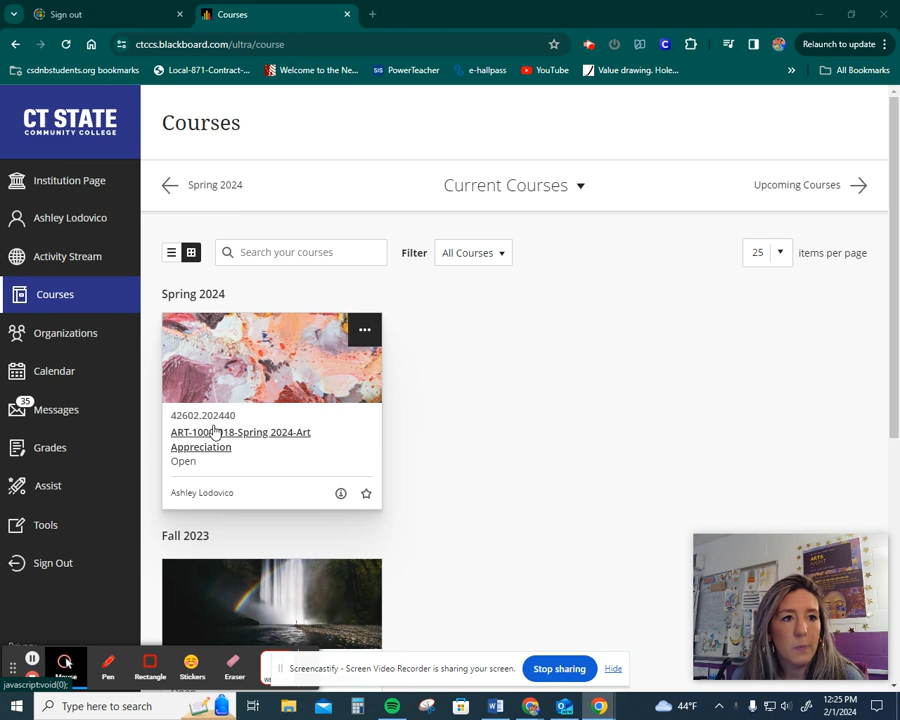 Sign out
Courses
ctccs.blackboard.com/ultra/course
Relaunch to update
csdnbstudents.org bookmarks
Local-871-Contract-...
Welcome to the Ne...
SIS PowerTeacher
e-hallpass
YouTube
Value drawing. Hole...
All Bookmarks
CT STATE
COMMUNITY COLLEGE
Courses
Spring 2024
Current Courses
Upcoming Courses
Institution Page
Ashley Lodovico
Activity Stream
Courses
Organizations
Calendar
35
Messages
Grades
Assist
Tools
Sign Out
Search your courses
Filter
All Courses
25
items per page
Spring 2024
42602.202440
ART-100 18-Spring 2024-Art
Appreciation
Open
Ashley Lodovico
Fall 2023
ARTS
NIGHT
Mouse
Pen
Rectangle
Stickers
Eraser
Screencastify - Screen Video Recorder is sharing your screen.
Stop sharing
Hide
javascript:void(0);
Type here to search
44°F
12:25 PM
2/1/2024